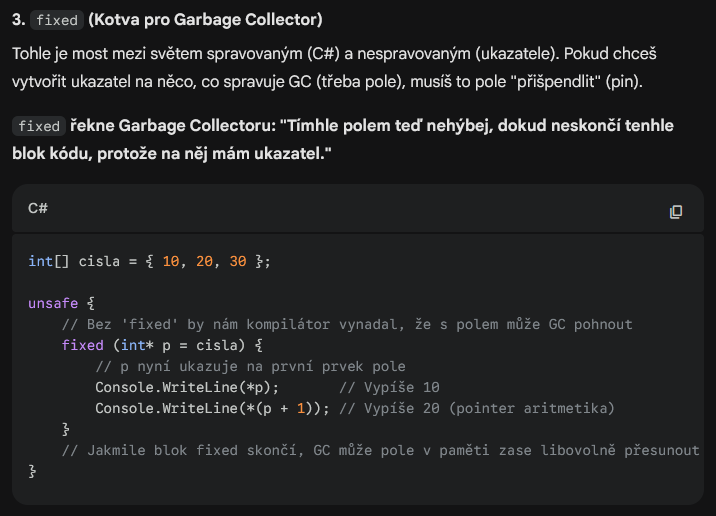 3. fixed (Kotva pro Garbage Collector)
Tohle je most mezi světem spravovaným (C#) a nespravovaným (ukazatele). Pokud chceš
vytvořit ukazatel na něco, co spravuje GC (třeba pole), musíš to pole "přišpendlit" (pin).
fixed řekne Garbage Collectoru: "Tímhle polem teď nehýbej, dokud neskončí tenhle
blok kódu, protože na něj mám ukazatel."
C#
int[] cisla = { 10, 20, 30 };
unsafe {
    // Bez 'fixed' by nám kompilátor vynadal, že s polem může GC pohnout
    fixed (int* p = cisla) {
        // p nyní ukazuje na první prvek pole
        Console.WriteLine(*p);       // Vypíše 10
        Console.WriteLine(*(p + 1)); // Vypíše 20 (pointer aritmetika)
    }
    // Jakmile blok fixed skončí, GC může pole v paměti zase libovolně přesunout
}